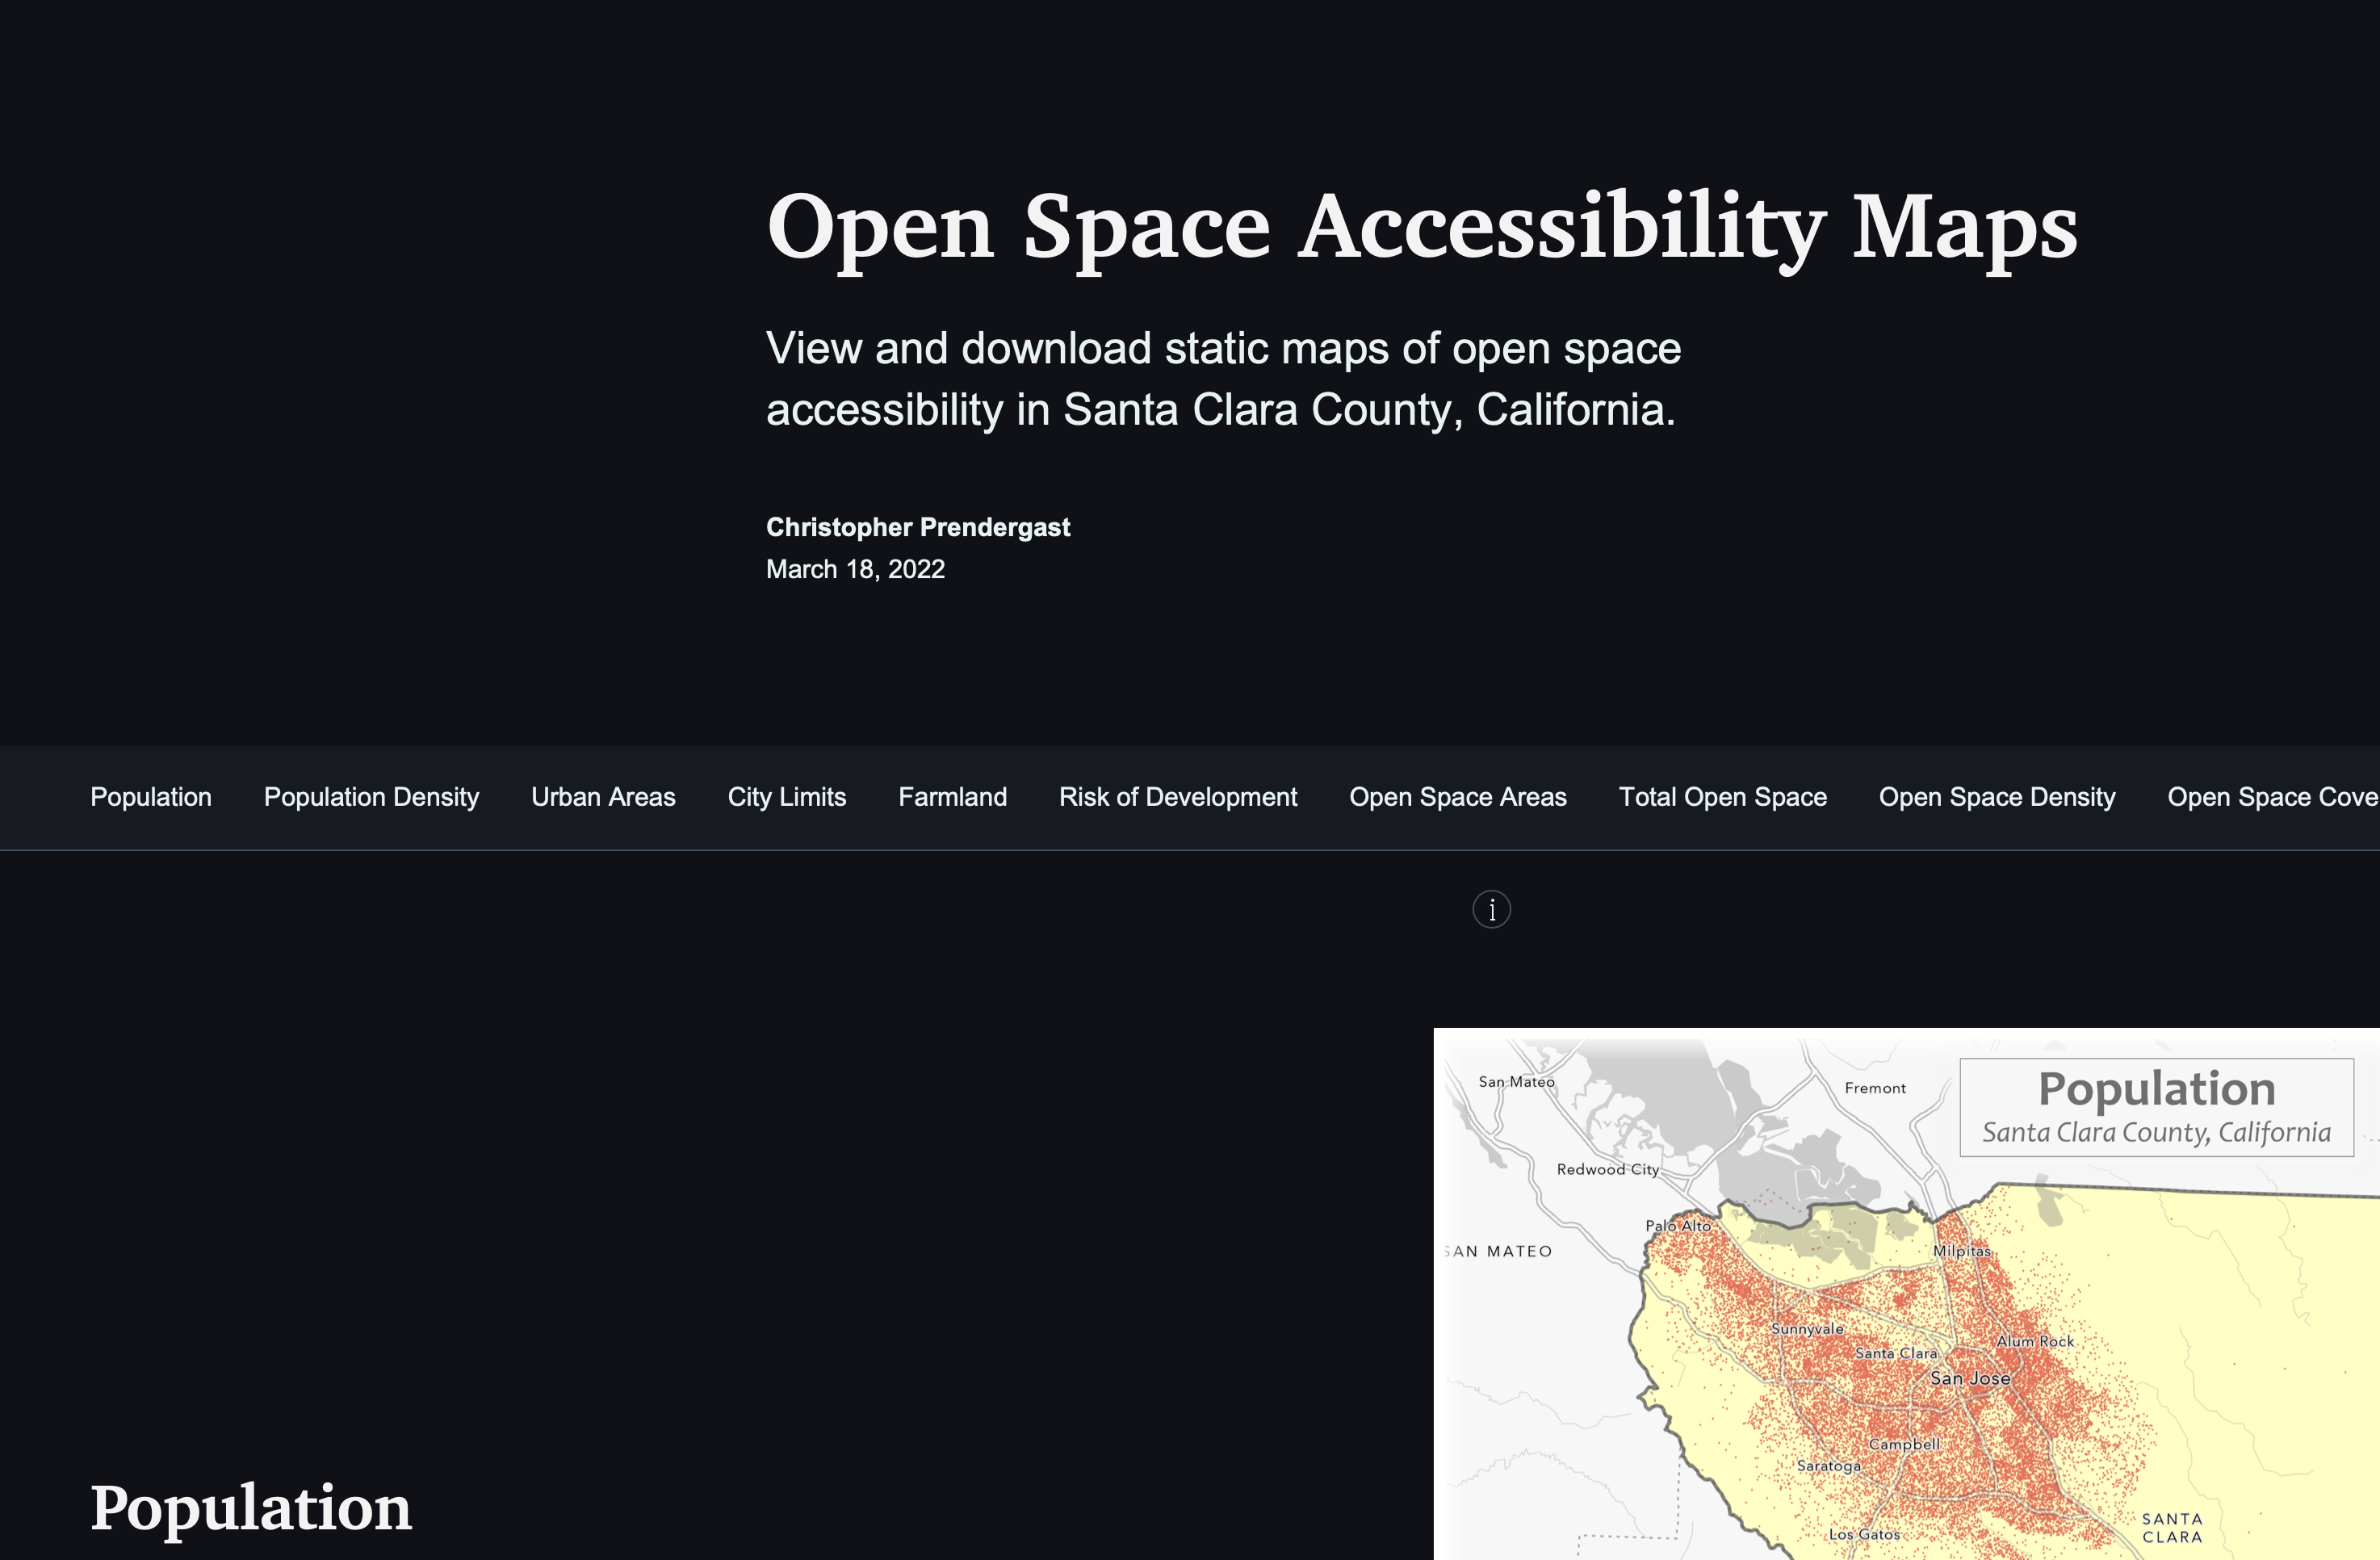 Open Space Accessibility Maps
View and download static maps of open space
accessibility in Santa Clara County, California.
Christopher Prendergast
March 18, 2022
Population Population Density Urban Areas City Limits Farmland Risk of Development Open Space Areas Total Open Space Open Space Density Open Space Cove
i
Population
Santa Clara County, California
San Mateo
Fremont
Redwood City
Palo Alto
SAN MATEO
Milpitas
Sunnyvale
Alum Rock
Santa Clara
San Jose
Campbell
Saratoga
Los Gatos
SANTA
CLARA
Population